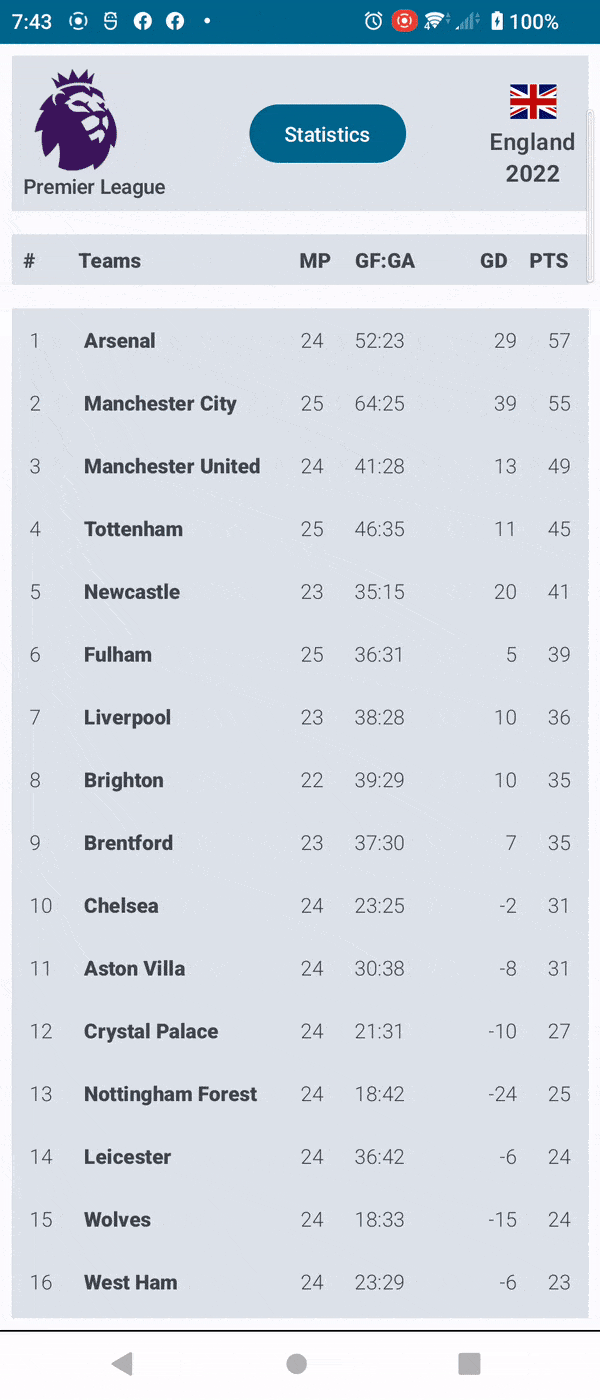 7:43 100%
Statistics
England
2022
Premier League
# Teams MP GF:GA GD PTS
1 Arsenal 24 52:23 29 57
2 Manchester City 25 64:25 39 55
3 Manchester United 24 41:28 13 49
4 Tottenham 25 46:35 11 45
5 Newcastle 23 35:15 20 41
6 Fulham 25 36:31 5 39
7 Liverpool 23 38:28 10 36
8 Brighton 22 39:29 10 35
9 Brentford 23 37:30 7 35
10 Chelsea 24 23:25 -2 31
11 Aston Villa 24 30:38 -8 31
12 Crystal Palace 24 21:31 -10 27
13 Nottingham Forest 24 18:42 -24 25
14 Leicester 24 36:42 -6 24
15 Wolves 24 18:33 -15 24
16 West Ham 24 23:29 -6 23